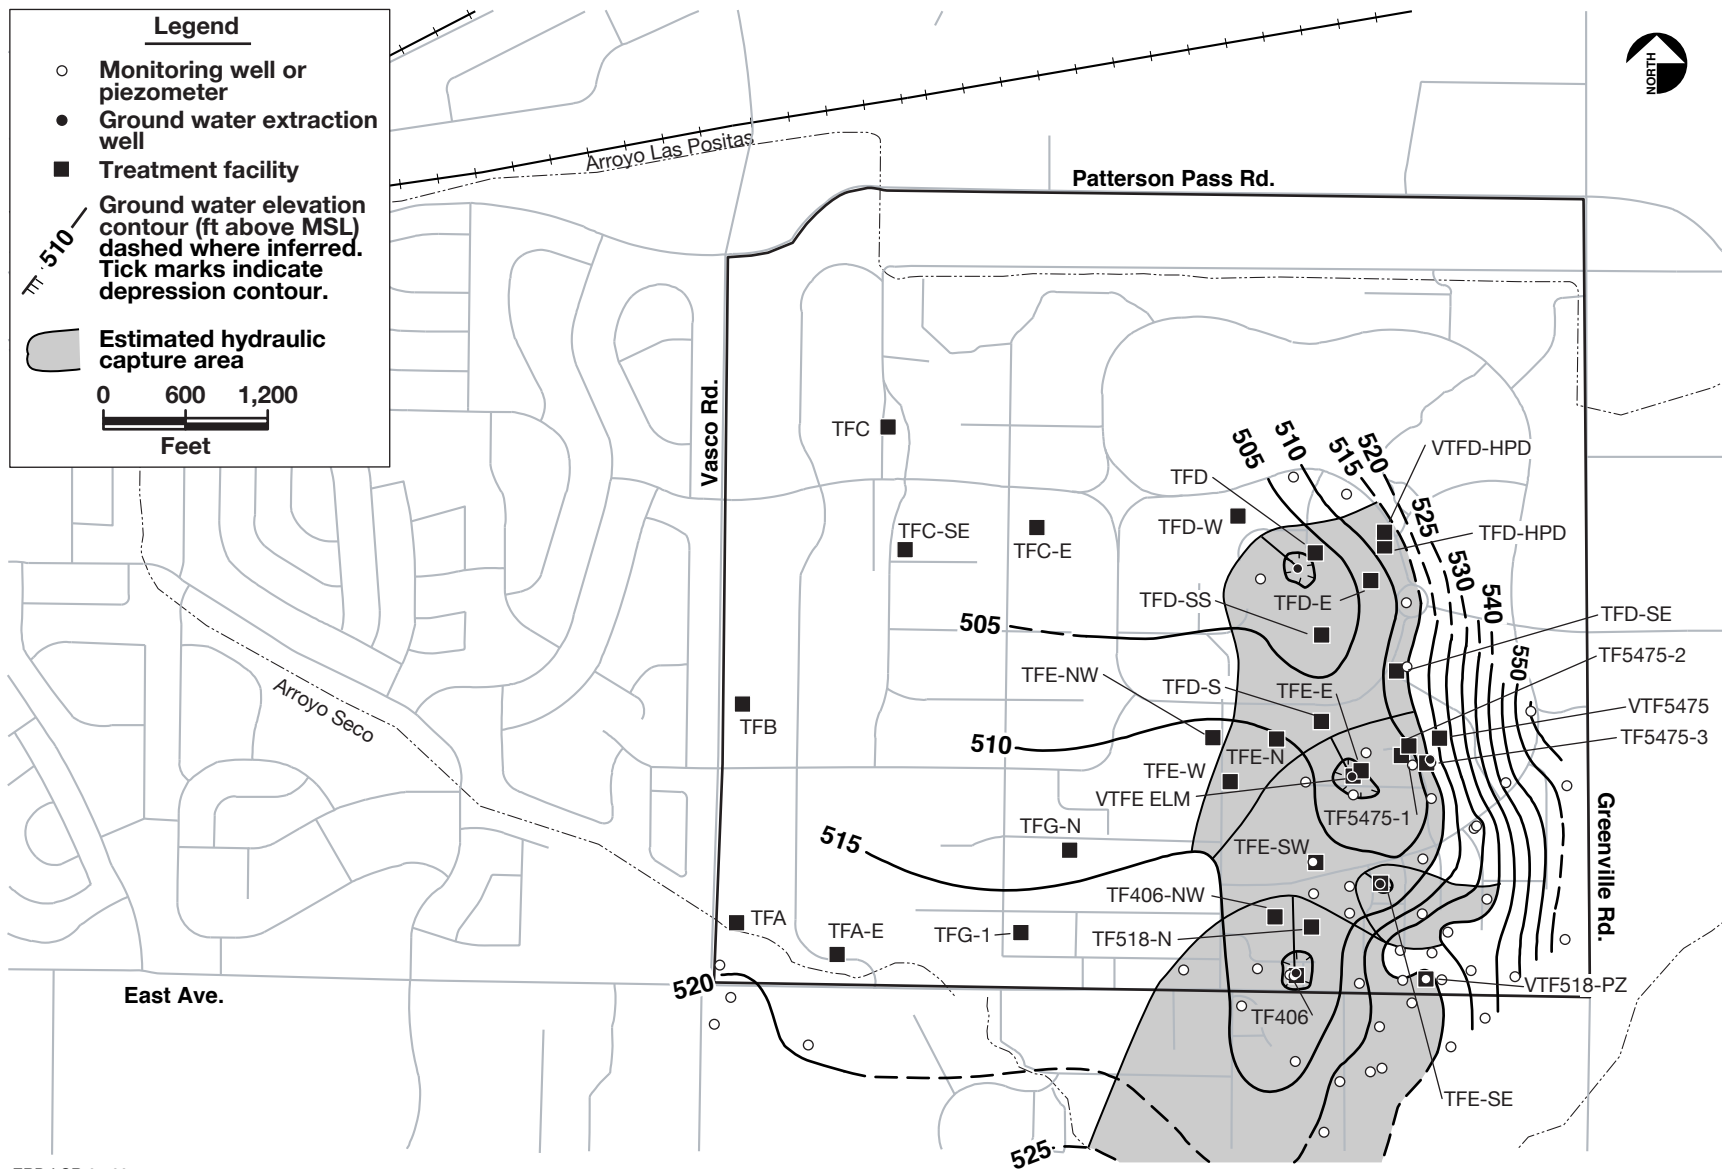 Legend
Monitoring well or
piezometer
Ground water extraction
well
Treatment facility
Ground water elevation
contour (ft above MSL)
dashed where inferred.
Tick marks indicate
depression contour.
510
Estimated hydraulic
capture area
0 600 1,200
Feet
NORTH
Arroyo Las Positas
Patterson Pass Rd.
Vasco Rd.
Greenville Rd.
East Ave.
Arroyo Seco
505
510
515
520
525
530
540
550
VTFD-HPD
TFD
TFC
TFD-W
TFC-SE
TFC-E
TFD-HPD
TFD-SS
TFD-E
TFD-SE
505
TF5475-2
TFE-NW
TFD-S
TFE-E
VTF5475
TFB
510
TFE-N
TF5475-3
TFE-W
VTFE ELM
TF5475-1
TFG-N
515
TFE-SW
TF406-NW
TFA
TFA-E
TFG-1
TF518-N
520
VTF518-PZ
TF406
TFE-SE
525